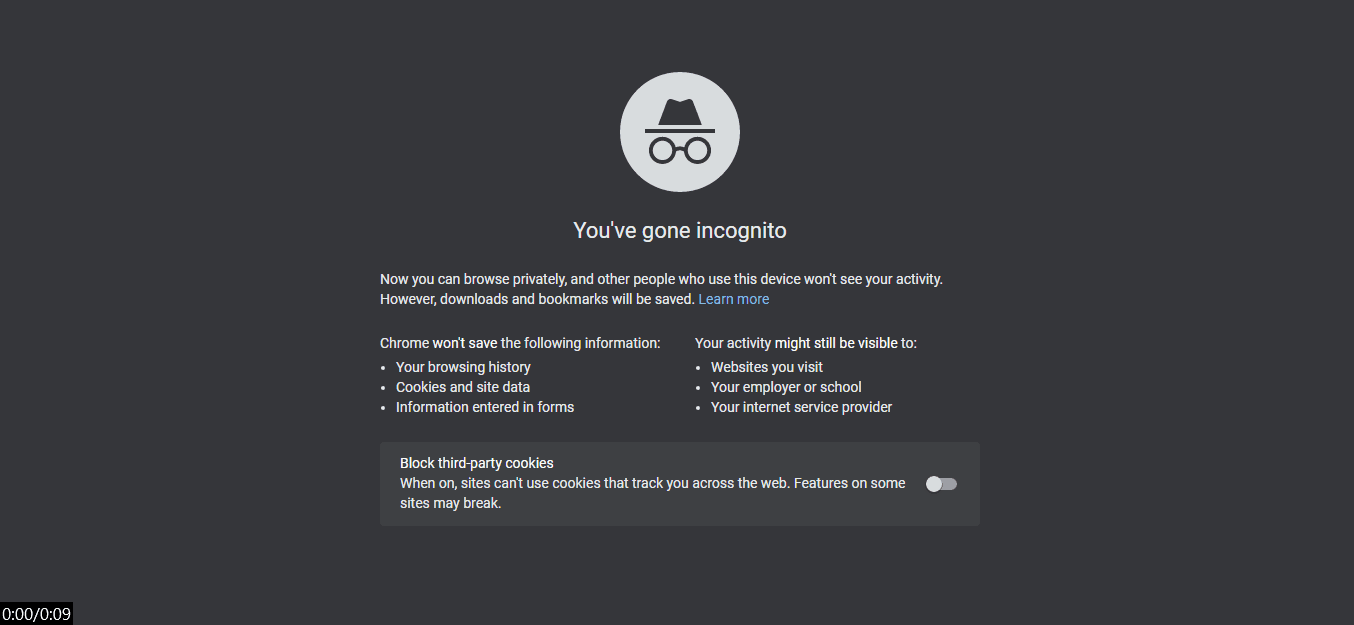 You've gone incognito
Now you can browse privately, and other people who use this device won't see your activity.
However, downloads and bookmarks will be saved. Learn more
Chrome won't save the following information:
• Your browsing history
• Cookies and site data
• Information entered in forms
Your activity might still be visible to:
• Websites you visit
• Your employer or school
• Your internet service provider
Block third-party cookies
When on, sites can't use cookies that track you across the web. Features on some
sites may break.
0:00/0:09